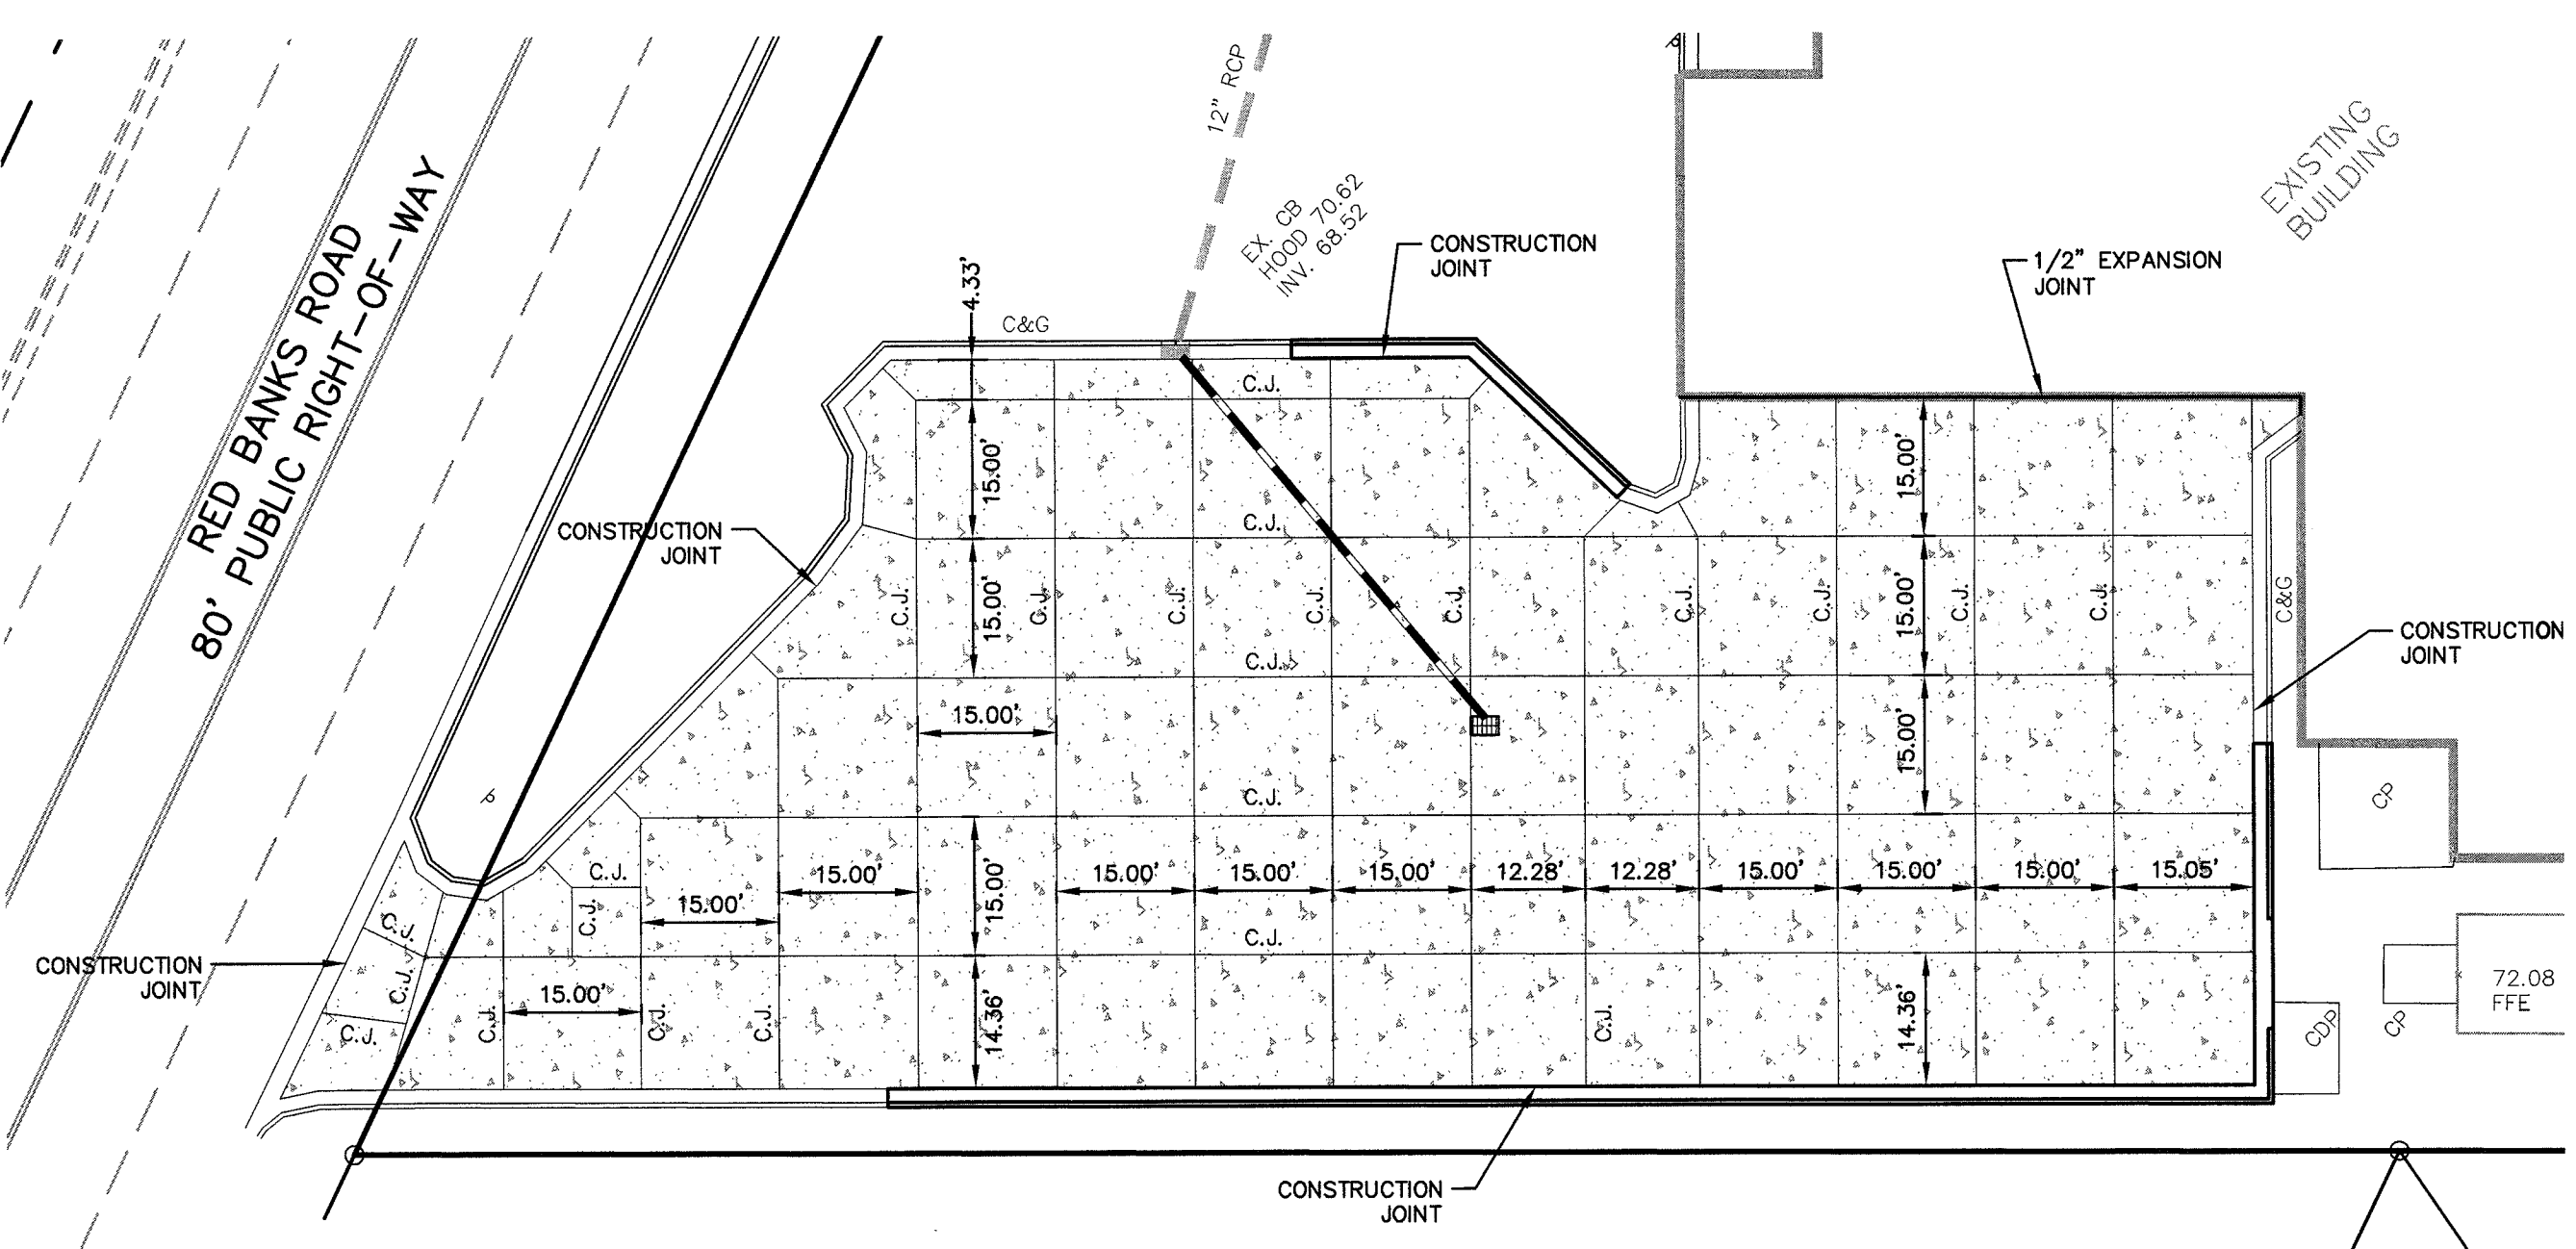 RED BANKS ROAD
80' PUBLIC RIGHT-OF-WAY
12" RCP
EX. CB
HOOD 70.62
INV. 68.52
CONSTRUCTION
JOINT
EXISTING
BUILDING
1/2" EXPANSION
JOINT
4.33'
C&G
C.J.
15.00'
15.00'
C.J.
CONSTRUCTION
JOINT
15.00'
15.00'
C.J.
C.J.
C.J.
C.J.
C.J.
C.J.
C.J.
C.J.
C.J.
C&G
CONSTRUCTION
JOINT
C.J.
15.00'
15.00'
C.J.
CP
C.J.
15.00'
15.00'
15.00'
15.00'
15.00'
15.00'
12.28'
12.28'
15.00'
15.00'
15.00'
15.05'
C.J.
C.J.
C.J.
CONSTRUCTION
JOINT
C.J.
15.00'
C.J.
C.J.
C.J.
C.J.
14.36'
C.J.
14.36'
72.08
FFE
CDP
CP
CONSTRUCTION
JOINT